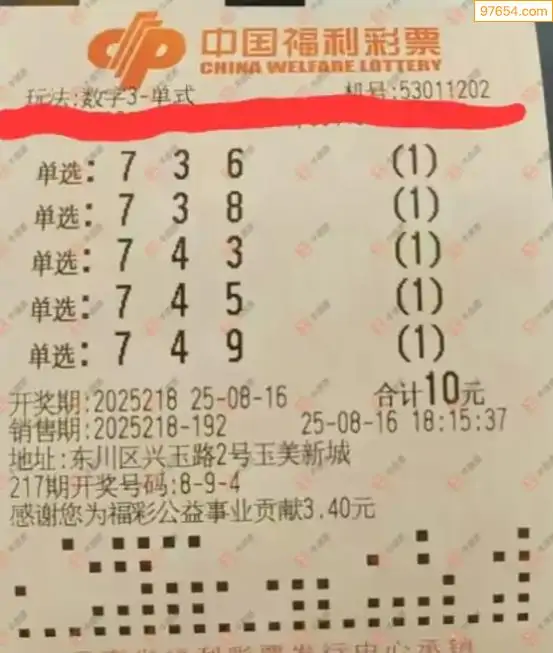 97654.com
中国福利彩票
CHINA WELFARE LOTTERY
玩法:数字3-单式 机号:53011202
单选: 7 3 6 (1)
单选: 7 3 8 (1)
单选: 7 4 3 (1)
单选: 7 4 5 (1)
单选: 7 4 9 (1)
开奖期:2025218 25-08-16 合计10元
销售期:2025218-192 25-08-16 18:15:37
地址:东川区兴玉路2号玉美新城
217期开奖号码:8-9-4
感谢您为福彩公益事业贡献3.40元